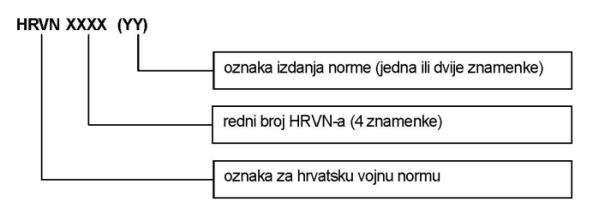 HRVN XXXX (YY)
oznaka izdanja norme (jedna ili dvije znamenke)
redni broj HRVN-a (4 znamenke)
oznaka za hrvatsku vojnu normu